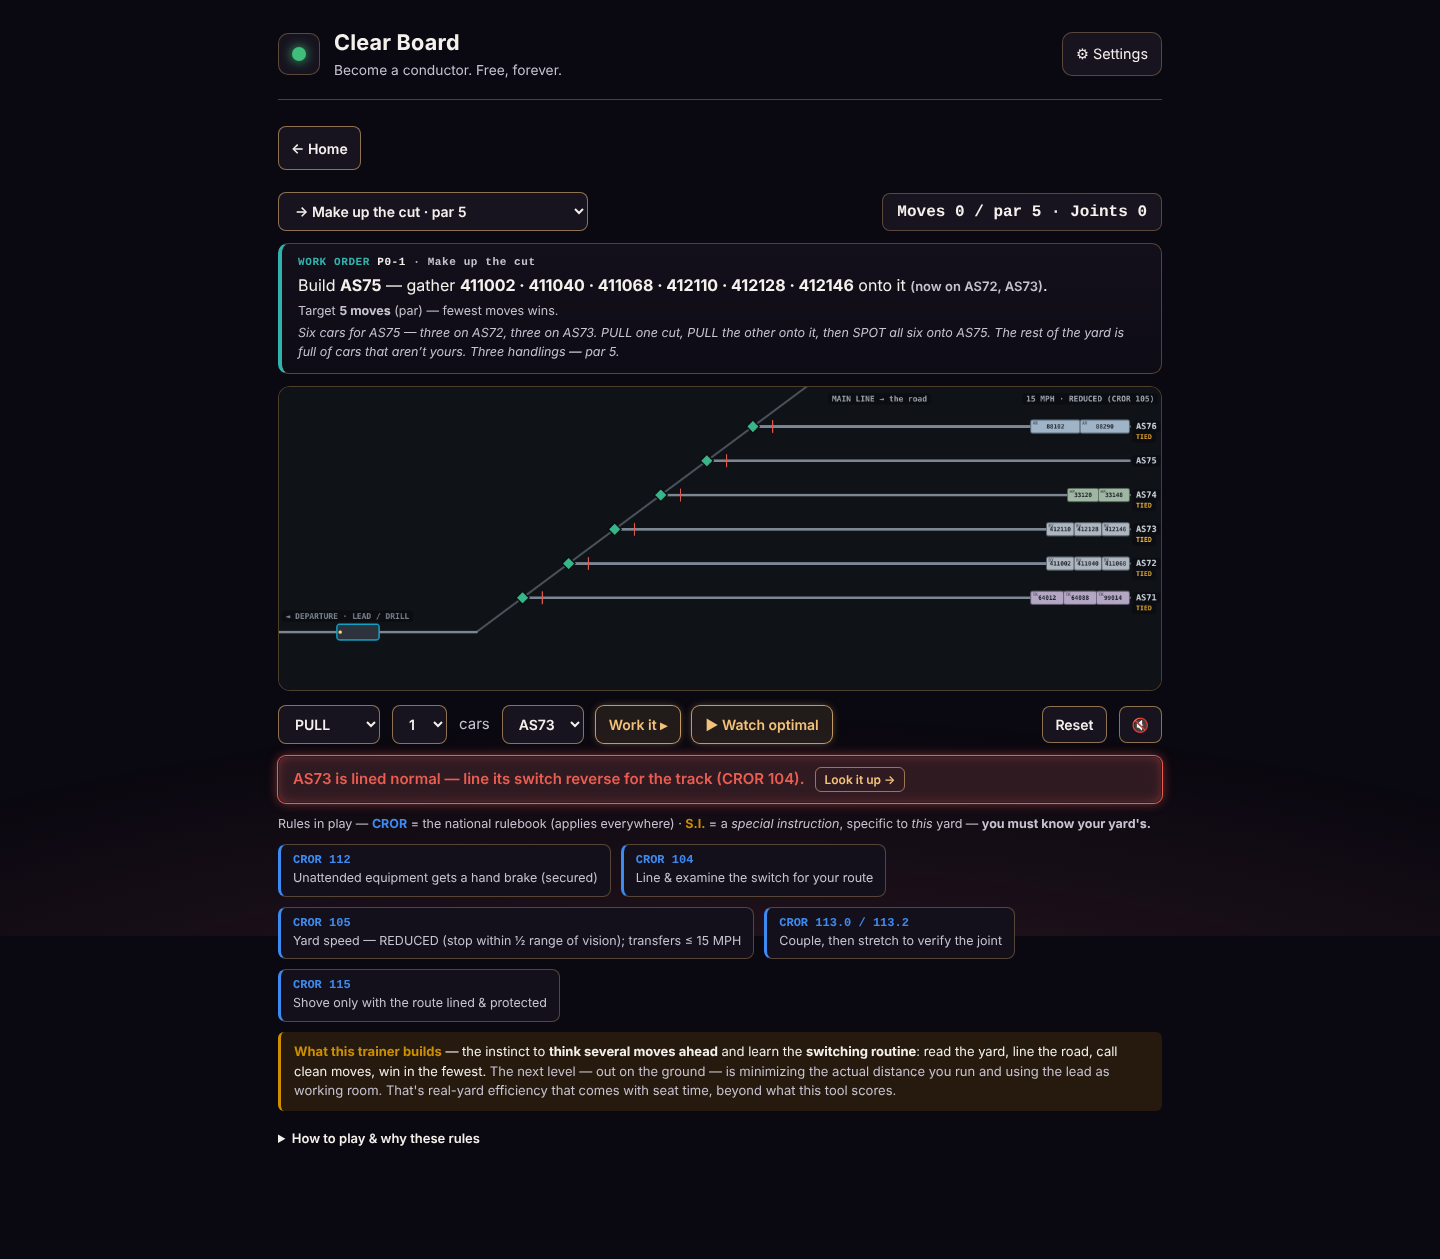 Clear Board
Become a conductor. Free, forever.
⚙ Settings
← Home
→ Make up the cut · par 5
Moves 0 / par 5 · Joints 0
WORK ORDER P0-1 · Make up the cut
Build AS75 — gather 411002 · 411040 · 411068 · 412110 · 412128 · 412146 onto it (now on AS72, AS73).
Target 5 moves (par) — fewest moves wins.
Six cars for AS75 — three on AS72, three on AS73. PULL one cut, PULL the other onto it, then SPOT all six onto AS75. The rest of the yard is
full of cars that aren't yours. Three handlings — par 5.
MAIN LINE → the road
15 MPH · REDUCED (CROR 105)
88102 88290 AS76
TIED
AS75
33120 33148 AS74
TIED
412110 412128 412146 AS73
TIED
411002 411040 411068 AS72
TIED
64012 64088 99014 AS71
TIED
◄ DEPARTURE · LEAD / DRILL
PULL 1 cars AS73 Work it ▸ ▶ Watch optimal Reset
AS73 is lined normal — line its switch reverse for the track (CROR 104). Look it up →
Rules in play — CROR = the national rulebook (applies everywhere) · S.I. = a special instruction, specific to this yard — you must know your yard's.
CROR 112
Unattended equipment gets a hand brake (secured)
CROR 104
Line & examine the switch for your route
CROR 105
Yard speed — REDUCED (stop within ½ range of vision); transfers ≤ 15 MPH
CROR 113.0 / 113.2
Couple, then stretch to verify the joint
CROR 115
Shove only with the route lined & protected
What this trainer builds — the instinct to think several moves ahead and learn the switching routine: read the yard, line the road, call
clean moves, win in the fewest. The next level — out on the ground — is minimizing the actual distance you run and using the lead as
working room. That's real-yard efficiency that comes with seat time, beyond what this tool scores.
▶ How to play & why these rules